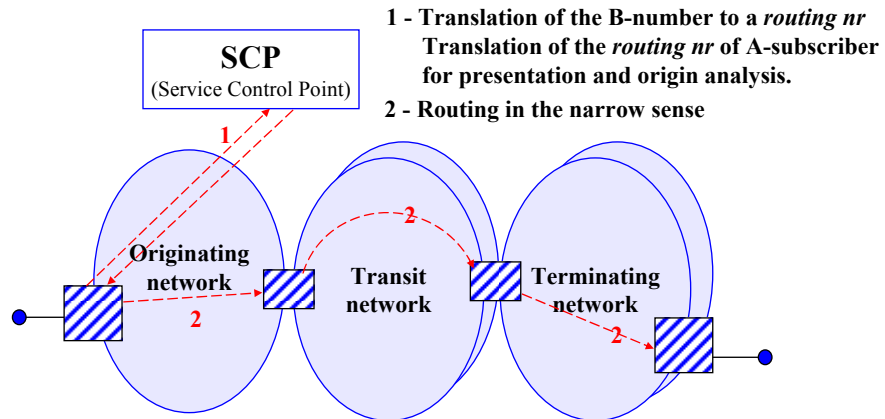 1 - Translation of the B-number to a routing nr
Translation of the routing nr of A-subscriber
for presentation and origin analysis.
2 - Routing in the narrow sense
SCP
(Service Control Point)
1
2
Originating
network
Transit
network
Terminating
network
2
2